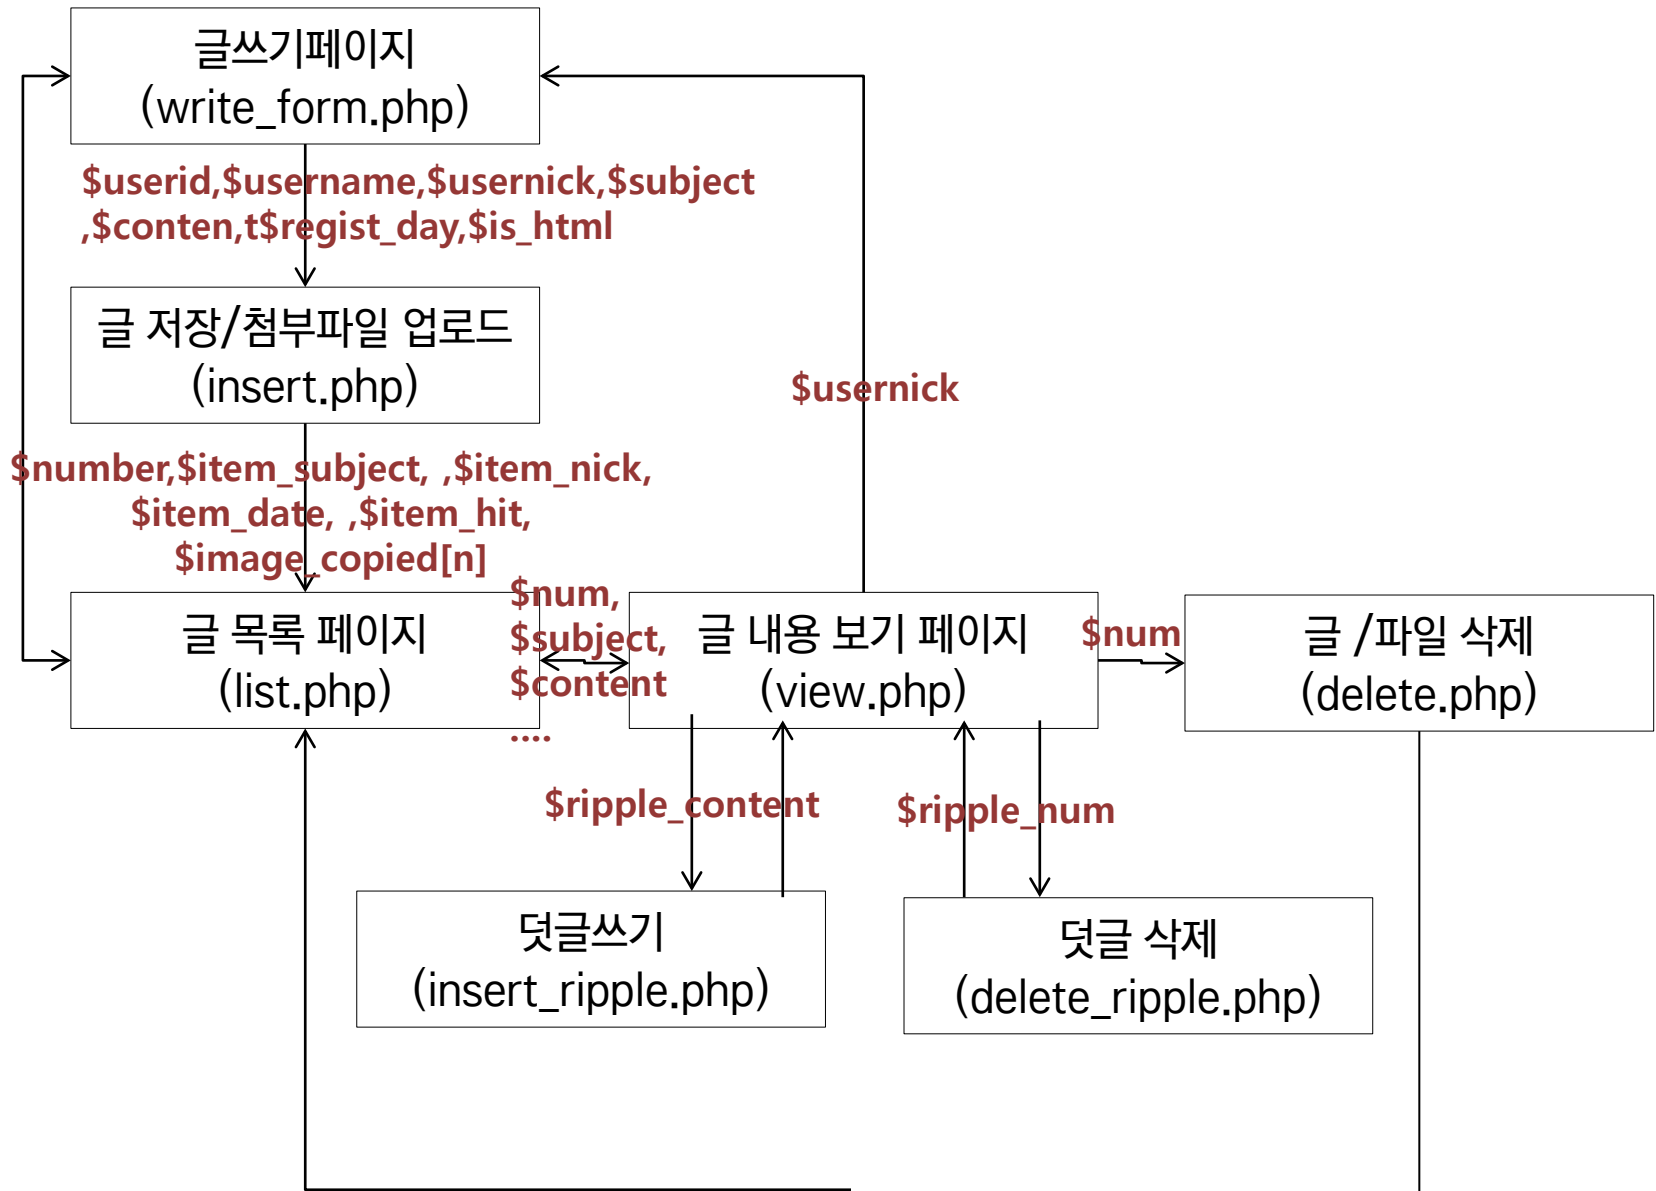 글쓰기페이지
(write_form.php)
$userid,$username,$usernick,$subject
,$conten,t$regist_day,$is_html
글 저장/첨부파일 업로드
(insert.php)
$usernick
$number,$item_subject, ,$item_nick,
$item_date, ,$item_hit,
$image_copied[n]
글 목록 페이지
(list.php)
$num,
$subject,
$content
....
글 내용 보기 페이지
(view.php)
$num
글 /파일 삭제
(delete.php)
$ripple_content
$ripple_num
덧글쓰기
(insert_ripple.php)
덧글 삭제
(delete_ripple.php)